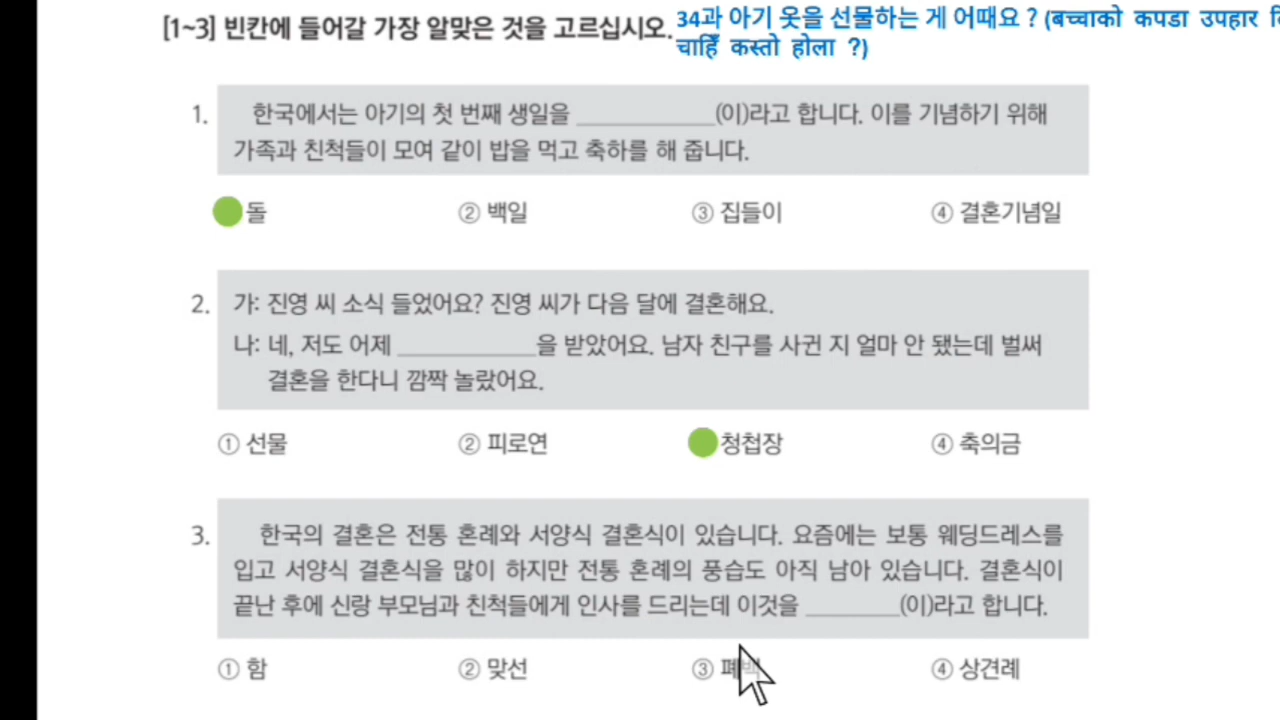 [1~3] 빈칸에 들어갈 가장 알맞은 것을 고르십시오. 34과 아기 옷을 선물하는 게 어때요 ? (बच्चाको कपडा उपहार
चाहिँ कस्तो होला ?)
1. 한국에서는 아기의 첫 번째 생일을 ____________(이)라고 합니다. 이를 기념하기 위해
가족과 친척들이 모여 같이 밥을 먹고 축하를 해 줍니다.
돌 ② 백일 ③ 집들이 ④ 결혼기념일
2. 가: 진영 씨 소식 들었어요? 진영 씨가 다음 달에 결혼해요.
나: 네, 저도 어제 ____________을 받았어요. 남자 친구를 사귄 지 얼마 안 됐는데 벌써
결혼을 한다니 깜짝 놀랐어요.
① 선물 ② 피로연 청첩장 ④ 축의금
3. 한국의 결혼은 전통 혼례와 서양식 결혼식이 있습니다. 요즘에는 보통 웨딩드레스를
입고 서양식 결혼식을 많이 하지만 전통 혼례의 풍습도 아직 남아 있습니다. 결혼식이
끝난 후에 신랑 부모님과 친척들에게 인사를 드리는데 이것을 ________(이)라고 합니다.
① 함 ② 맞선 ③ 폐백 ④ 상견례